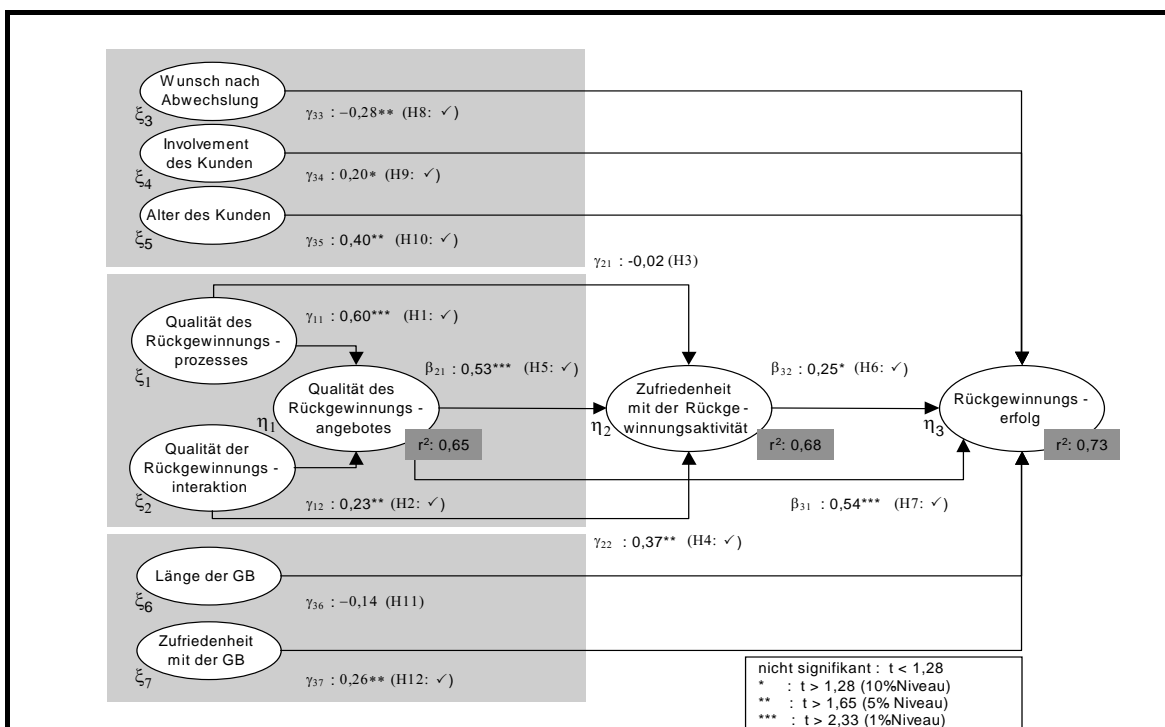 Wunsch nach
Abwechslung
ξ3
γ33 : −0,28** (H8: ✓)
Involvement
des Kunden
ξ4
γ34 : 0,20* (H9: ✓)
Alter des Kunden
ξ5
γ35 : 0,40** (H10: ✓)
γ21 : -0,02 (H3)
Qualität des
Rückgewinnungs -
prozesses
ξ1
γ11 : 0,60*** (H1: ✓)
Qualität des
Rückgewinnungs -
angebotes
η1
r²: 0,65
β21 : 0,53*** (H5: ✓)
Zufriedenheit
mit der Rückge -
winnungsaktivität
η2
r²: 0,68
β32 : 0,25* (H6: ✓)
Rückgewinnungs -
erfolg
η3
r²: 0,73
Qualität der
Rückgewinnungs -
interaktion
ξ2
γ12 : 0,23** (H2: ✓)
β31 : 0,54*** (H7: ✓)
γ22 : 0,37** (H4: ✓)
Länge der GB
ξ6
γ36 : −0,14 (H11)
Zufriedenheit
mit der GB
ξ7
γ37 : 0,26** (H12: ✓)
nicht signifikant : t < 1,28
* : t > 1,28 (10%Niveau)
** : t > 1,65 (5% Niveau)
*** : t > 2,33 (1%Niveau)